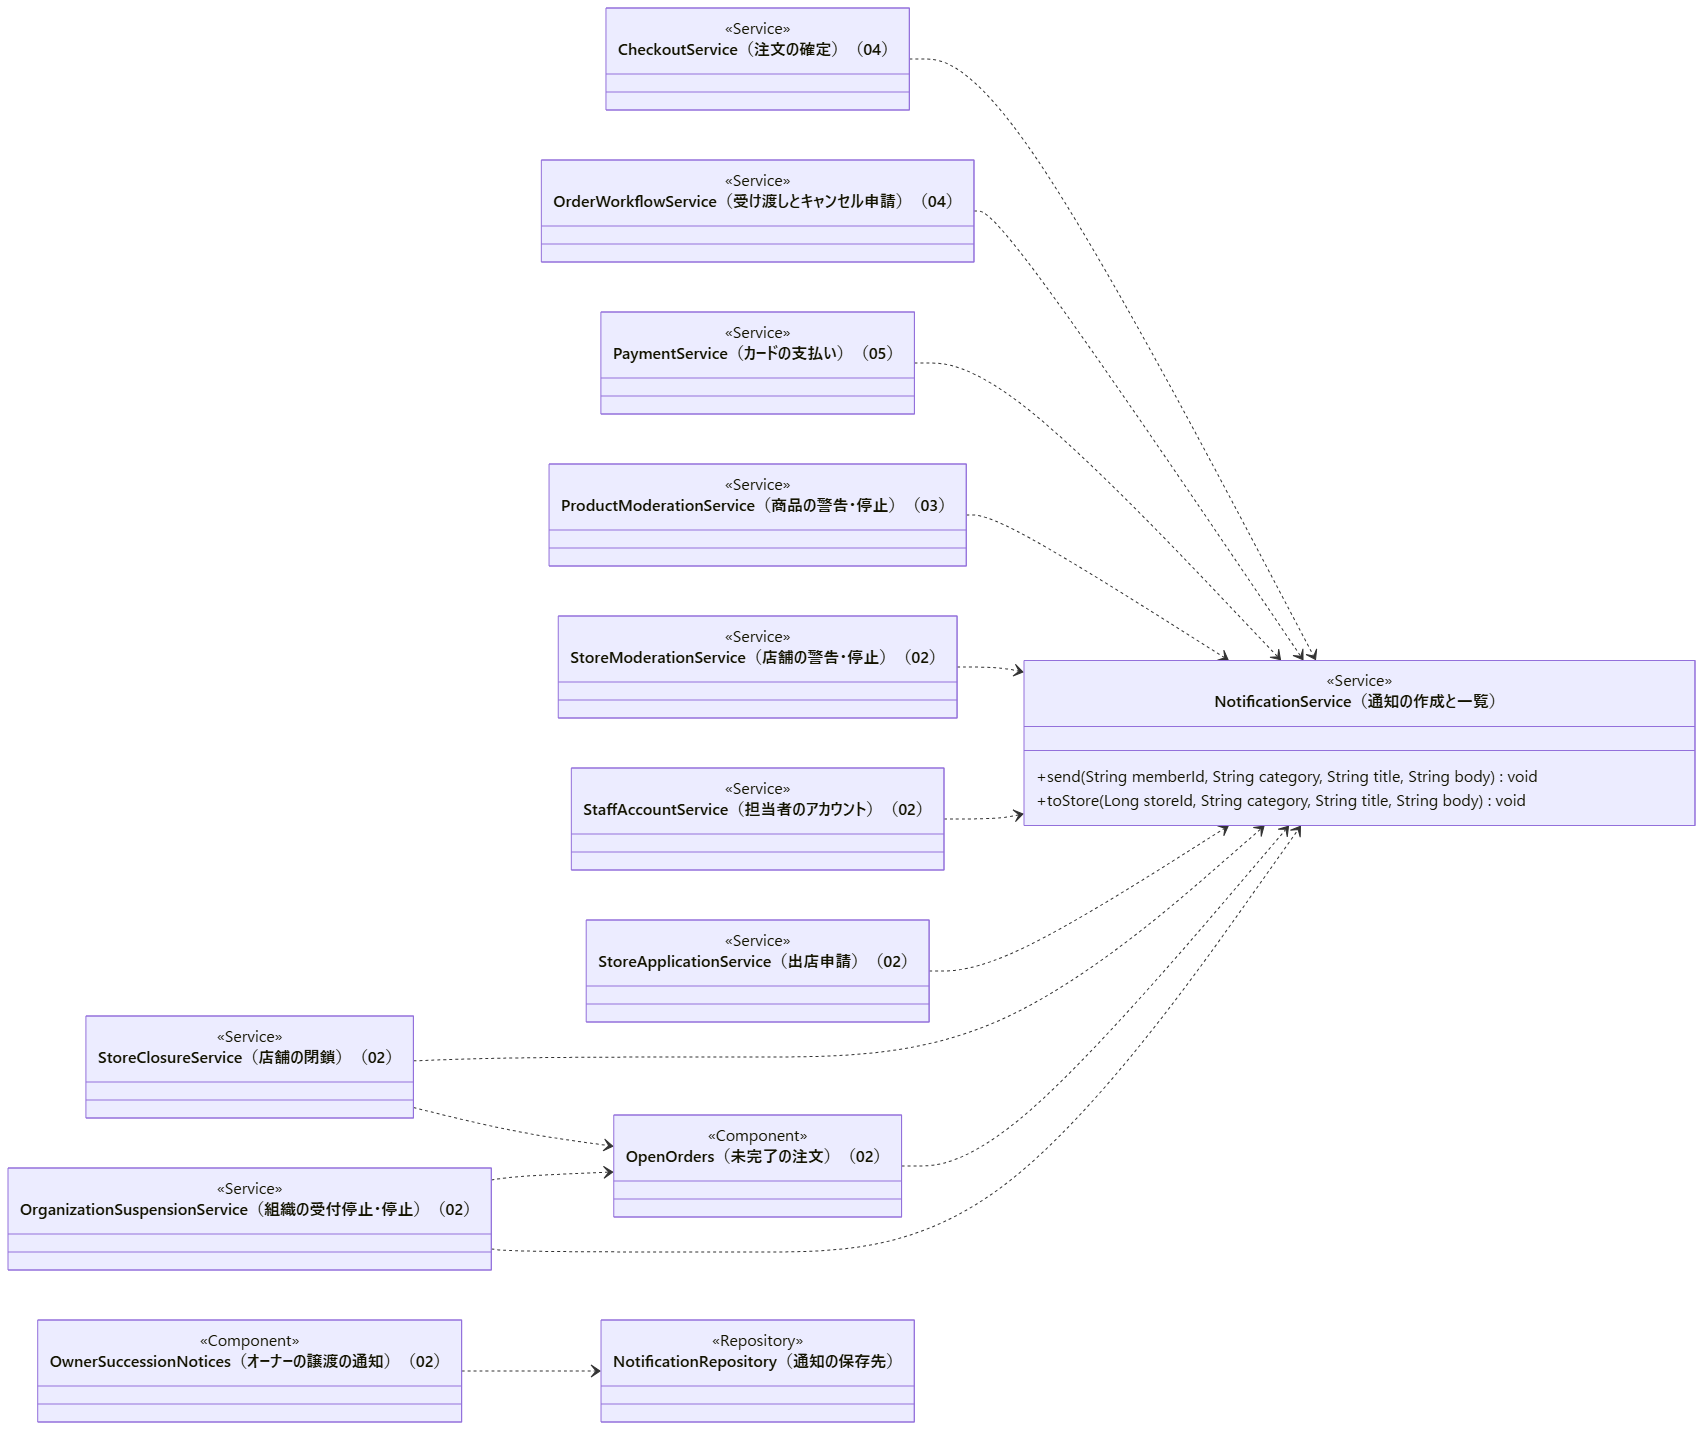 «Service»
CheckoutService（注文の確定）（04）
«Service»
OrderWorkflowService（受け渡しとキャンセル申請）（04）
«Service»
PaymentService（カードの支払い）（05）
«Service»
ProductModerationService（商品の警告・停止）（03）
«Service»
StoreModerationService（店舗の警告・停止）（02）
«Service»
NotificationService（通知の作成と一覧）
+send(String memberId, String category, String title, String body) : void
+toStore(Long storeId, String category, String title, String body) : void
«Service»
StaffAccountService（担当者のアカウント）（02）
«Service»
StoreApplicationService（出店申請）（02）
«Service»
StoreClosureService（店舗の閉鎖）（02）
«Component»
OpenOrders（未完了の注文）（02）
«Service»
OrganizationSuspensionService（組織の受付停止・停止）（02）
«Component»
OwnerSuccessionNotices（オーナーの譲渡の通知）（02）
«Repository»
NotificationRepository（通知の保存先）